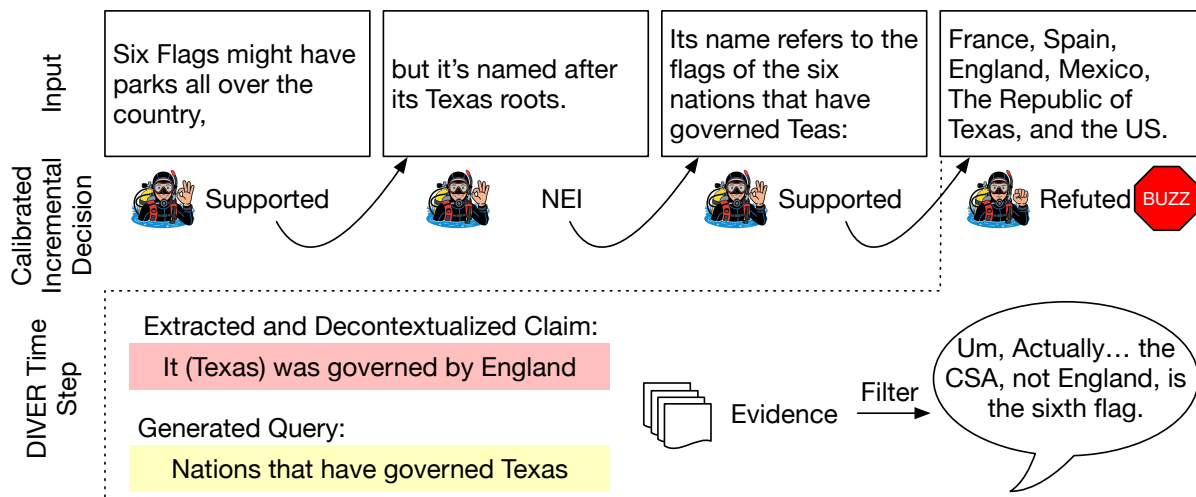 Input
Six Flags might have
parks all over the
country,
but it's named after
its Texas roots.
Its name refers to the
flags of the six
nations that have
governed Teas:
France, Spain,
England, Mexico,
The Republic of
Texas, and the US.
Calibrated
Incremental
Decision
Supported
NEI
Supported
Refuted
BUZZ
DIVER Time
Step
Extracted and Decontextualized Claim:
It (Texas) was governed by England
Generated Query:
Nations that have governed Texas
Evidence
Filter
Um, Actually... the
CSA, not England, is
the sixth flag.